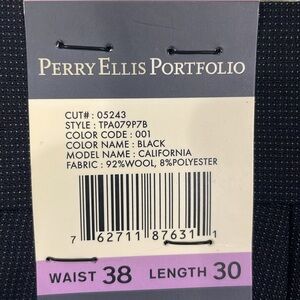 PERRY ELLIS PORTFOLIO
CUT# : 05243
STYLE : TPA079P7B
COLOR CODE : 001
COLOR NAME : BLACK
MODEL NAME : CALIFORNIA
FABRIC : 92%WOOL, 8%POLYESTER
7 62711 87631 1
WAIST 38 LENGTH 30